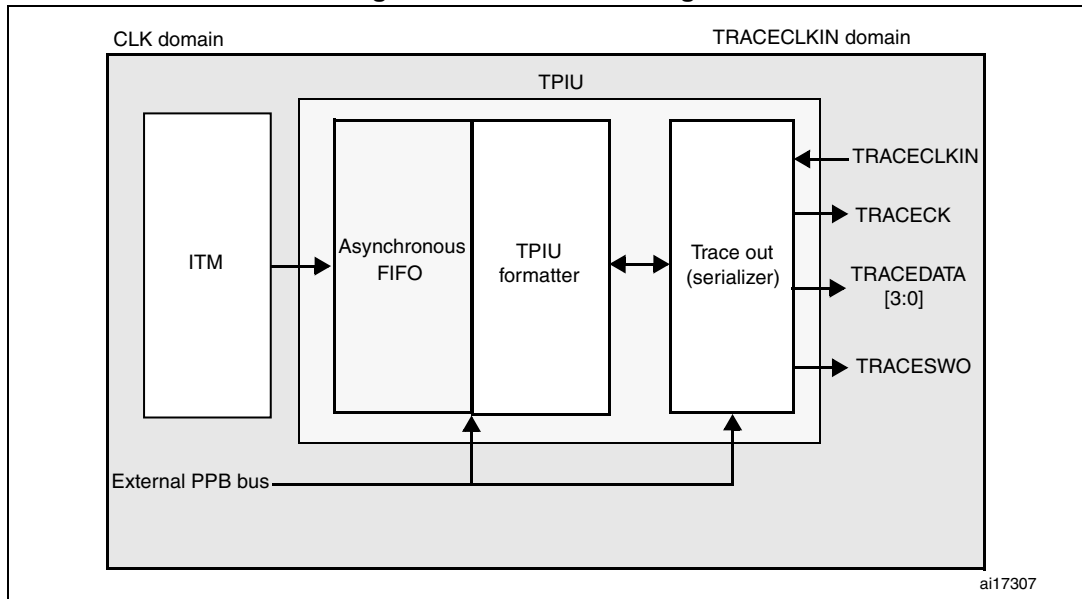 CLK domain
TRACECLKIN domain
TPIU
ITM
Asynchronous
FIFO
TPIU
formatter
Trace out
(serializer)
TRACECLKIN
TRACECK
TRACEDATA
[3:0]
TRACESWO
External PPB bus
ai17307